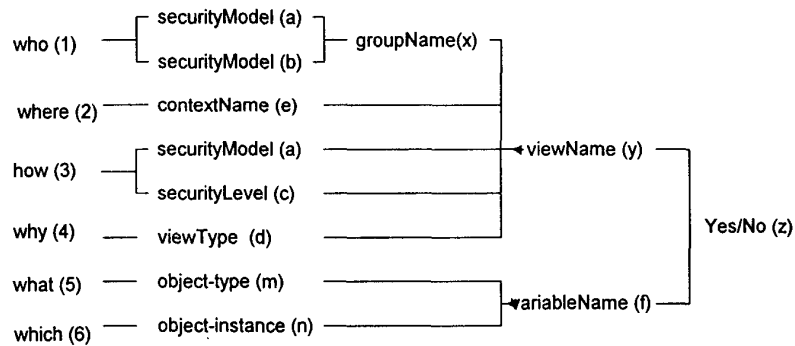 who (1)
securityModel (a)
securityModel (b)
groupName(x)
where (2)
contextName (e)
how (3)
securityModel (a)
securityLevel (c)
viewName (y)
why (4)
viewType (d)
Yes/No (z)
what (5)
object-type (m)
which (6)
object-instance (n)
ariableName (f)